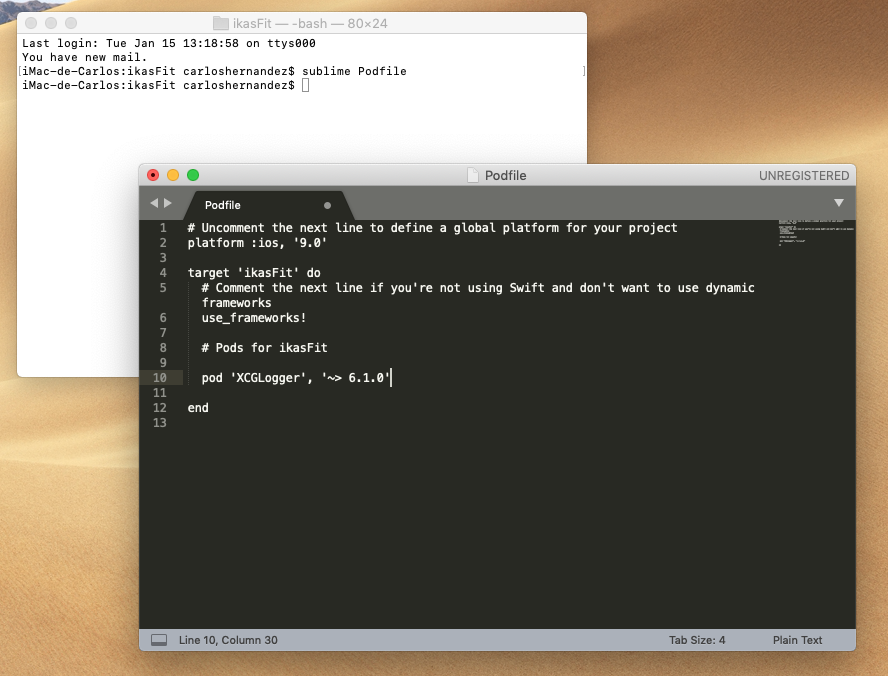 ikasFit — -bash — 80×24
Last login: Tue Jan 15 13:18:58 on ttys000
You have new mail.
[iMac-de-Carlos:ikasFit carloshernandez$ sublime Podfile ]
iMac-de-Carlos:ikasFit carloshernandez$
Podfile
UNREGISTERED
Podfile
1 # Uncomment the next line to define a global platform for your project
2 platform :ios, '9.0'
3
4 target 'ikasFit' do
5 # Comment the next line if you're not using Swift and don't want to use dynamic
frameworks
6 use_frameworks!
7
8 # Pods for ikasFit
9
10 pod 'XCGLogger', '~> 6.1.0'
11
12 end
13
Line 10, Column 30
Tab Size: 4
Plain Text